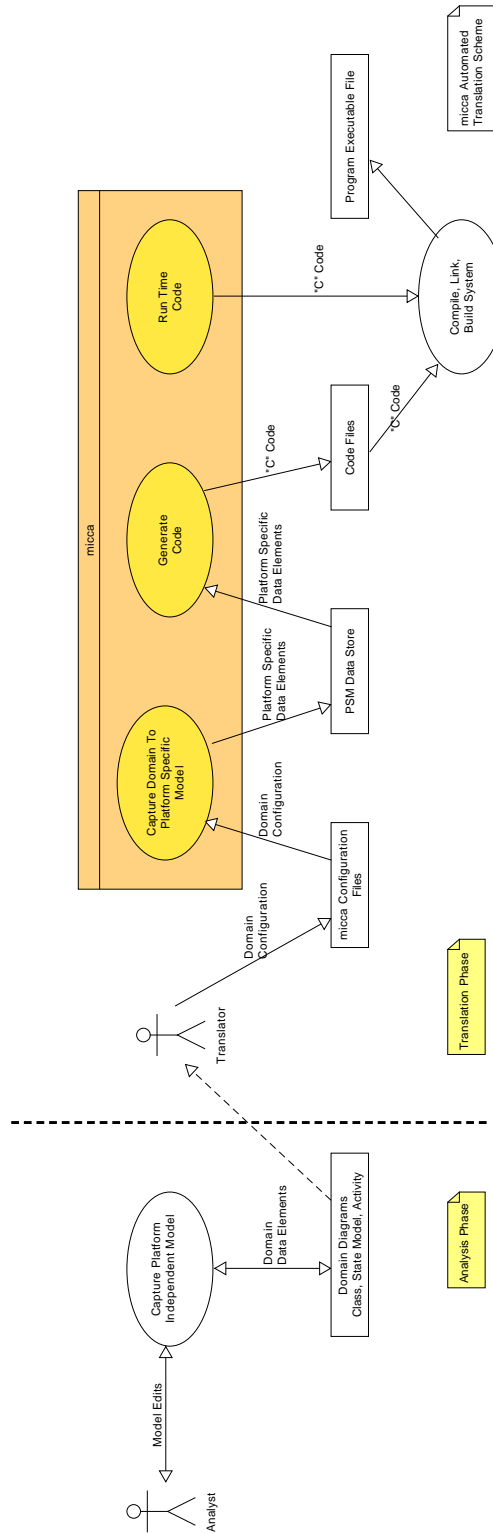 Analyst
Model Edits
Capture Platform
Independent Model
Domain
Data Elements
Domain Diagrams
Class, State Model, Activity
Analysis Phase
Translator
Domain
Configuration
micca Configuration
Files
Translation Phase
Domain
Configuration
micca
Capture Domain To
Platform Specific
Model
Platform Specific
Data Elements
PSM Data Store
Platform Specific
Data Elements
Generate
Code
"C" Code
Code Files
"C" Code
Run Time
Code
"C" Code
Compile, Link,
Build System
Program Executable File
micca Automated
Translation Scheme